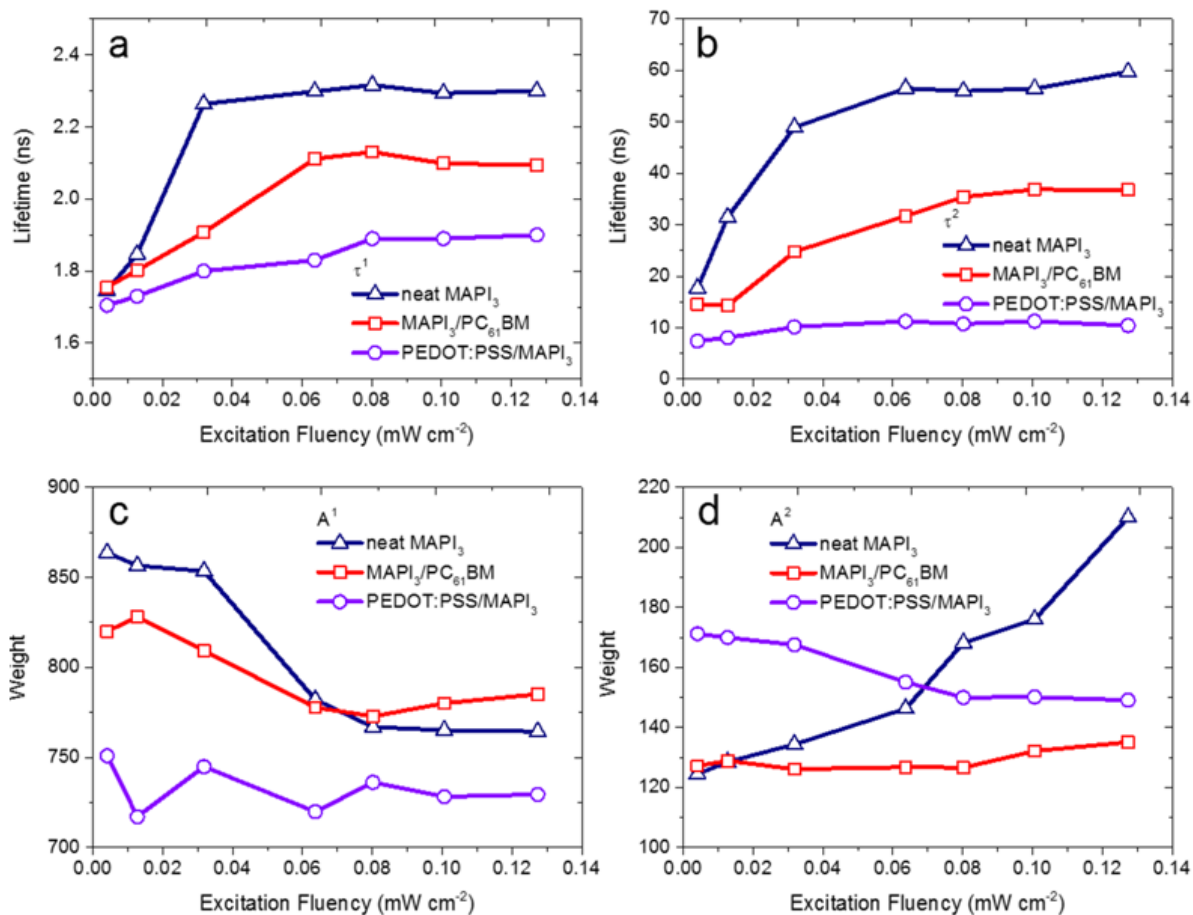 a
2.4
2.2
2.0
1.8
1.6
Lifetime (ns)
τ¹
neat MAPI₃
MAPI₃/PC₆₁BM
PEDOT:PSS/MAPI₃
0.00 0.02 0.04 0.06 0.08 0.10 0.12 0.14
Excitation Fluency (mW cm⁻²)
b
70
60
50
40
30
20
10
0
Lifetime (ns)
τ²
neat MAPI₃
MAPI₃/PC₆₁BM
PEDOT:PSS/MAPI₃
0.00 0.02 0.04 0.06 0.08 0.10 0.12 0.14
Excitation Fluency (mW cm⁻²)
c
900
850
800
750
700
Weight
A¹
neat MAPI₃
MAPI₃/PC₆₁BM
PEDOT:PSS/MAPI₃
0.00 0.02 0.04 0.06 0.08 0.10 0.12 0.14
Excitation Fluency (mW cm⁻²)
d
220
200
180
160
140
120
100
Weight
A²
neat MAPI₃
MAPI₃/PC₆₁BM
PEDOT:PSS/MAPI₃
0.00 0.02 0.04 0.06 0.08 0.10 0.12 0.14
Excitation Fluency (mW cm⁻²)